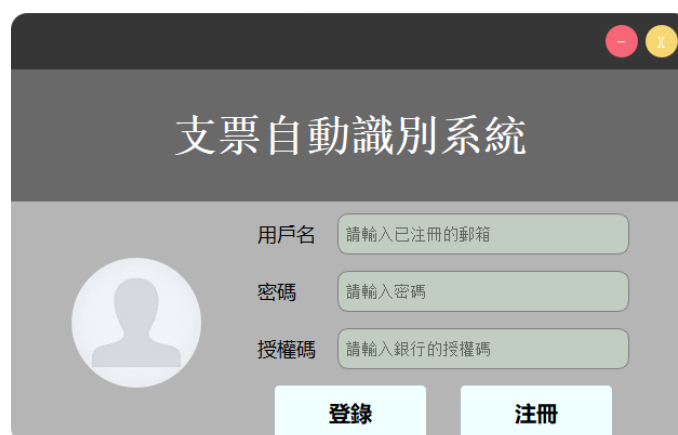 - X
支票自動識別系統
用戶名 請輸入已注冊的郵箱
密碼 請輸入密碼
授權碼 請輸入銀行的授權碼
登錄 注冊